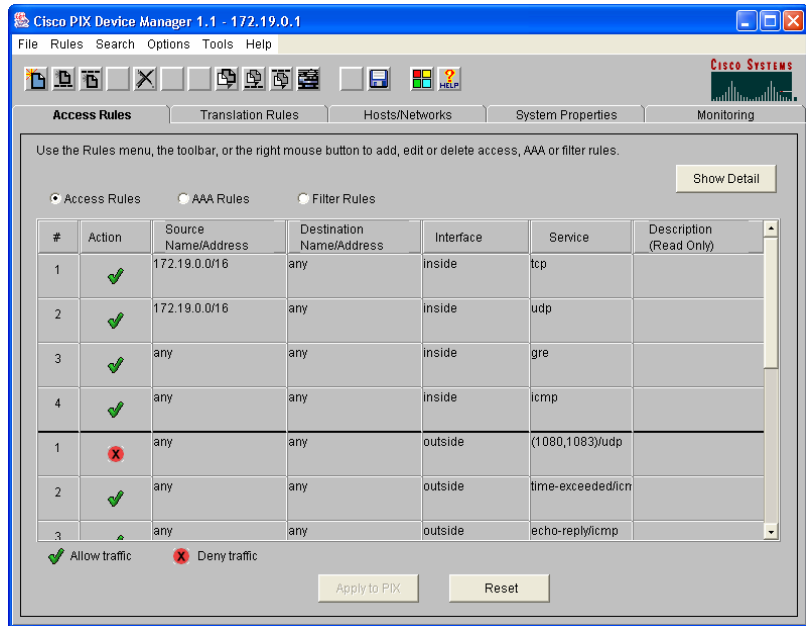 Cisco PIX Device Manager 1.1 - 172.19.0.1
File Rules Search Options Tools Help
HELP
CISCO SYSTEMS
Access Rules Translation Rules Hosts/Networks System Properties Monitoring
Use the Rules menu, the toolbar, or the right mouse button to add, edit or delete access, AAA or filter rules.
Show Detail
Access Rules AAA Rules Filter Rules
# Action Source Name/Address Destination Name/Address Interface Service Description (Read Only)
1 172.19.0.0/16 any inside tcp
2 172.19.0.0/16 any inside udp
3 any any inside gre
4 any any inside icmp
1 X any any outside (1080,1083)/udp
2 any any outside time-exceeded/icm
3 any any outside echo-reply/icmp
Allow traffic X Deny traffic
Apply to PIX Reset